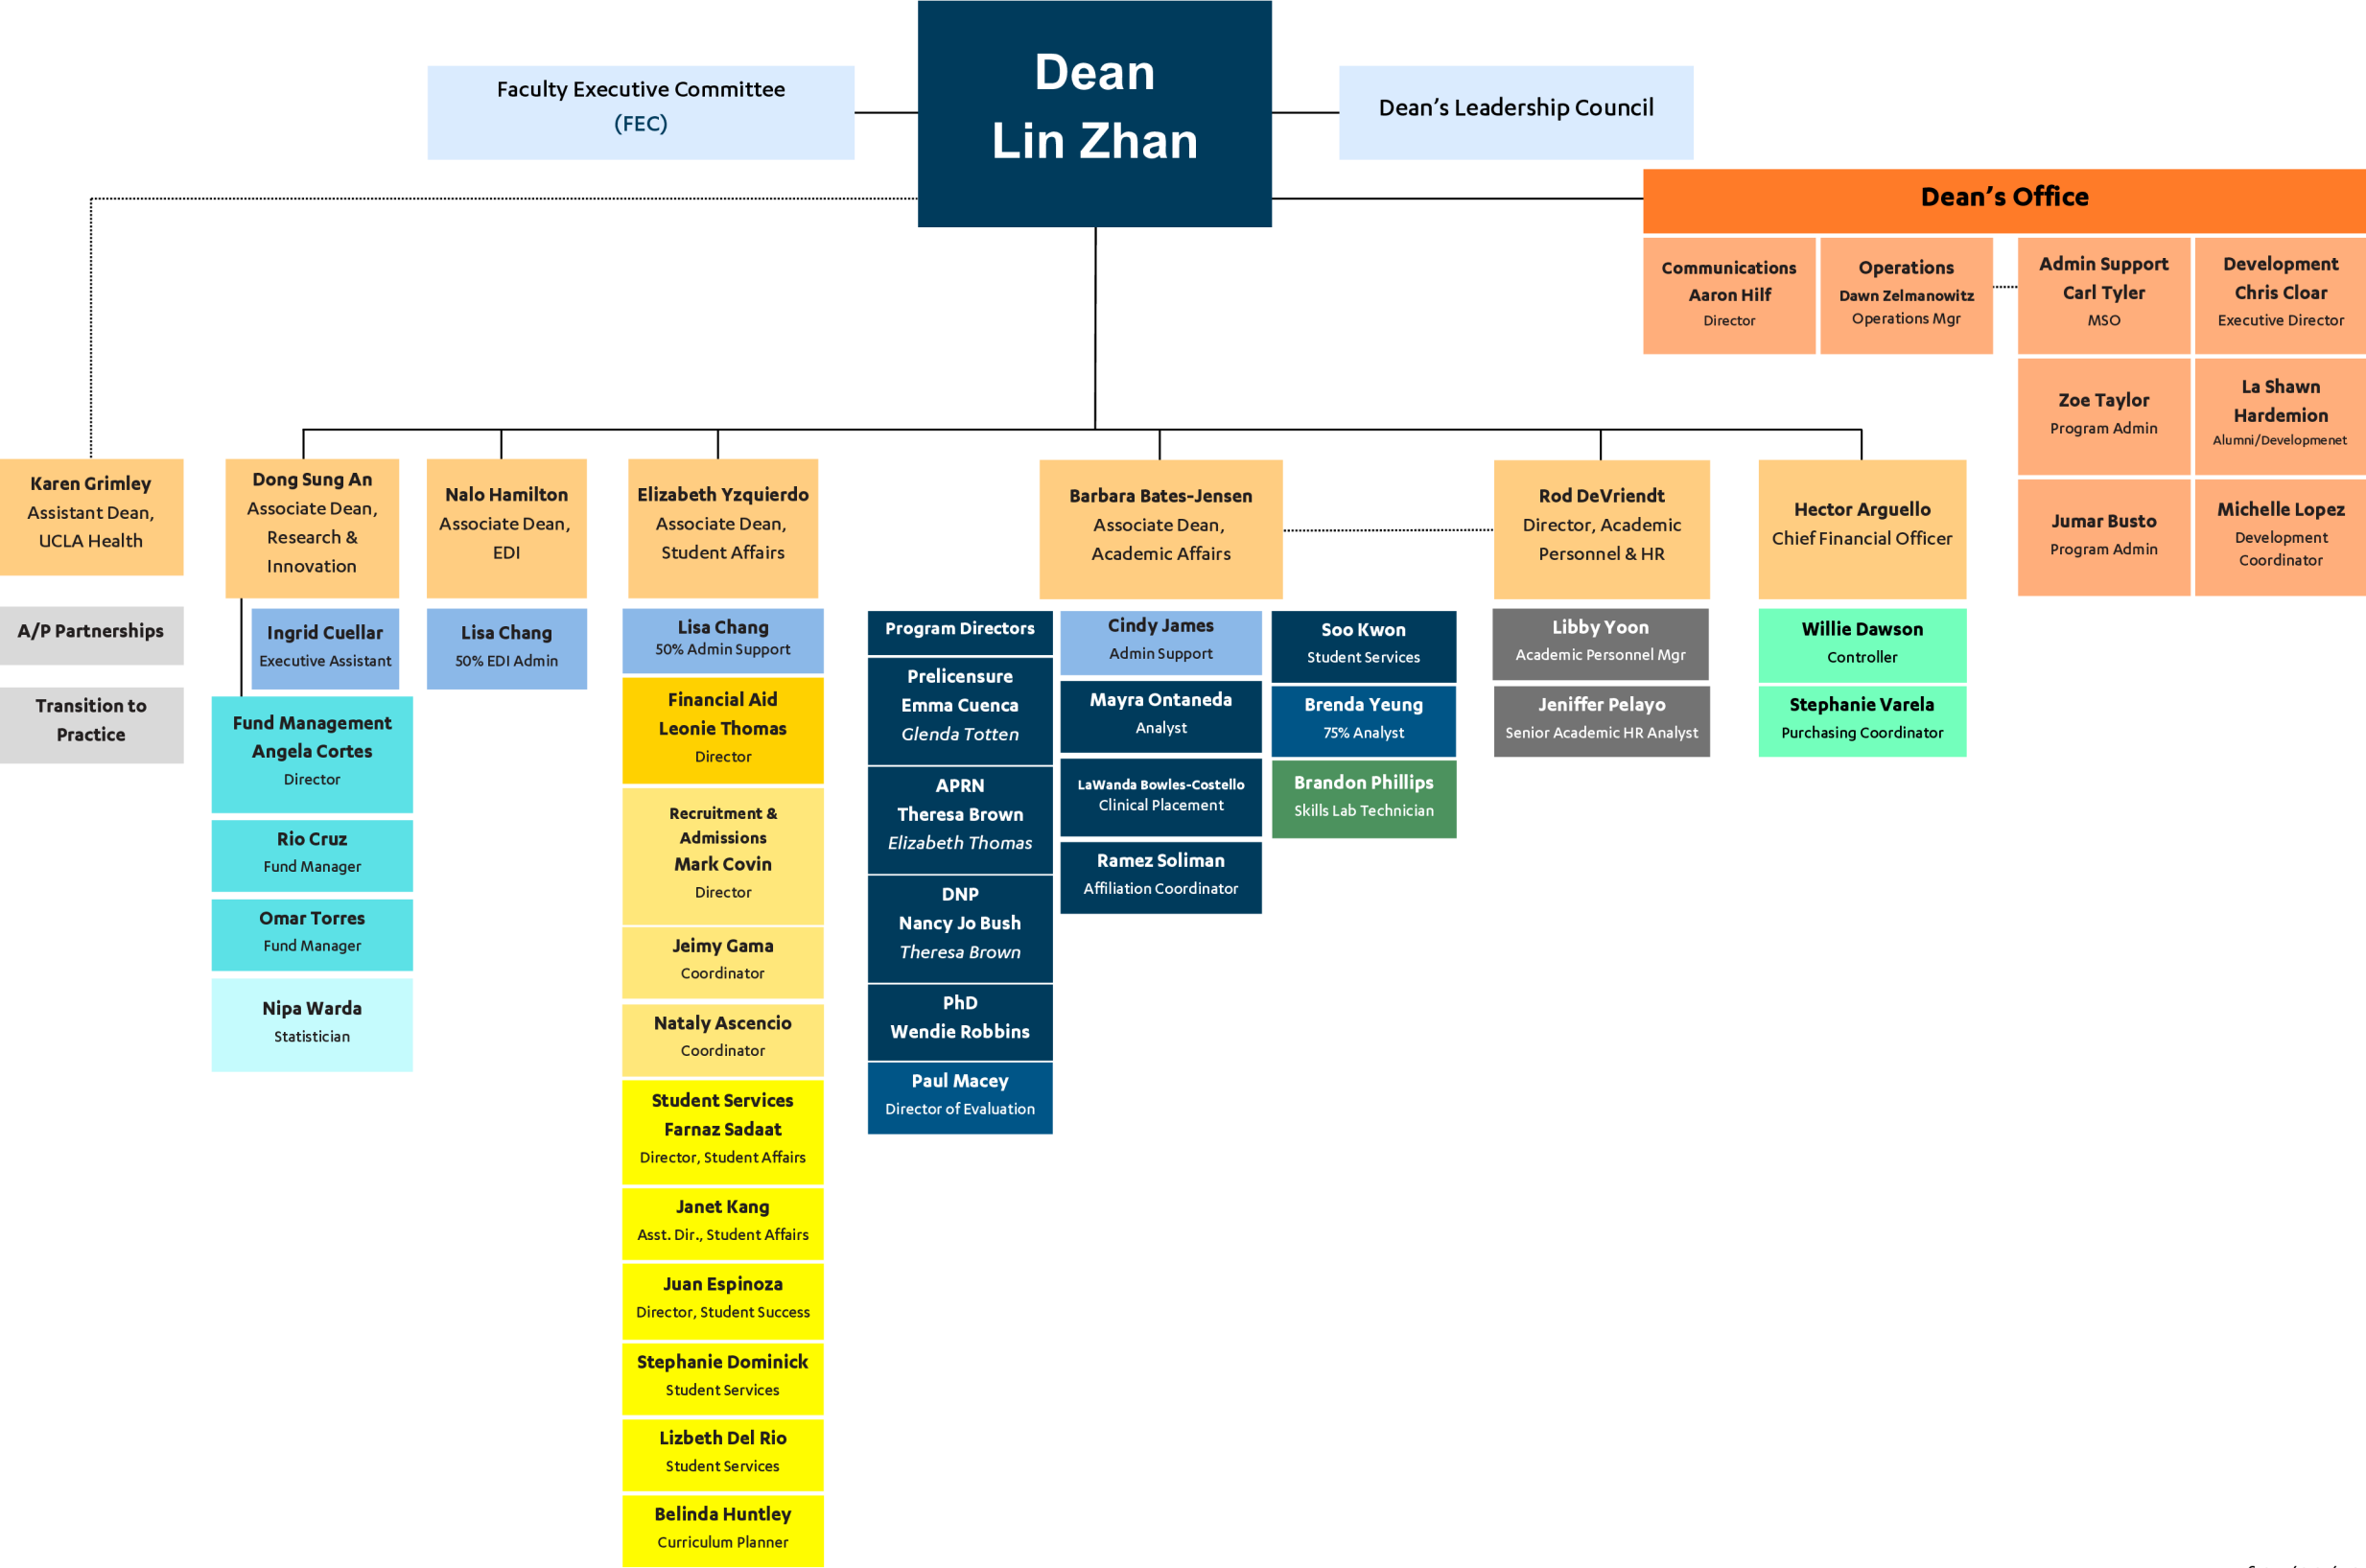 Dean
Lin Zhan
Faculty Executive Committee
(FEC)
Dean's Leadership Council
Dean's Office
Communications
Aaron Hilf
Director
Operations
Dawn Zelmanowitz
Operations Mgr
Admin Support
Carl Tyler
MSO
Development
Chris Cloar
Executive Director
Zoe Taylor
Program Admin
La Shawn
Hardemion
Alumni/Developmenet
Jumar Busto
Program Admin
Michelle Lopez
Development
Coordinator
Karen Grimley
Assistant Dean,
UCLA Health
A/P Partnerships
Transition to
Practice
Dong Sung An
Associate Dean,
Research &
Innovation
Ingrid Cuellar
Executive Assistant
Fund Management
Angela Cortes
Director
Rio Cruz
Fund Manager
Omar Torres
Fund Manager
Nipa Warda
Statistician
Nalo Hamilton
Associate Dean,
EDI
Lisa Chang
50% EDI Admin
Elizabeth Yzquierdo
Associate Dean,
Student Affairs
Lisa Chang
50% Admin Support
Financial Aid
Leonie Thomas
Director
Recruitment &
Admissions
Mark Covin
Director
Jeimy Gama
Coordinator
Nataly Ascencio
Coordinator
Student Services
Farnaz Sadaat
Director, Student Affairs
Janet Kang
Asst. Dir., Student Affairs
Juan Espinoza
Director, Student Success
Stephanie Dominick
Student Services
Lizbeth Del Rio
Student Services
Belinda Huntley
Curriculum Planner
Barbara Bates-Jensen
Associate Dean,
Academic Affairs
Program Directors
Prelicensure
Emma Cuenca
Glenda Totten
APRN
Theresa Brown
Elizabeth Thomas
DNP
Nancy Jo Bush
Theresa Brown
PhD
Wendie Robbins
Paul Macey
Director of Evaluation
Cindy James
Admin Support
Mayra Ontaneda
Analyst
LaWanda Bowles-Costello
Clinical Placement
Ramez Soliman
Affiliation Coordinator
Soo Kwon
Student Services
Brenda Yeung
75% Analyst
Brandon Phillips
Skills Lab Technician
Rod DeVriendt
Director, Academic
Personnel & HR
Libby Yoon
Academic Personnel Mgr
Jeniffer Pelayo
Senior Academic HR Analyst
Hector Arguello
Chief Financial Officer
Willie Dawson
Controller
Stephanie Varela
Purchasing Coordinator